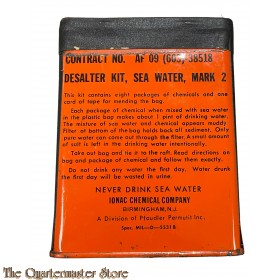 CONTRACT NO. AF 09 (603)-38518
DESALTER KIT, SEA WATER, MARK 2
This kit contains eight packages of chemicals and one
card of tape for mending the bag.
Each package of chemical when mixed with sea water
in the plastic bag makes about 1 pint of drinking water.
The mixture of sea water and chemical appears muddy.
Filter at bottom of bag holds back all sediment. Only
pure water can come out through the filter. A small amount
of salt is left in the drinking water intentionally.
Take out bag and tie it to the raft. Read directions on
bag and package of chemical and follow them exactly.
Do not drink any water the first day. Water drunk
the first day will be wasted in urine.
NEVER DRINK SEA WATER
IONAC CHEMICAL COMPANY
BIRMINGHAM, N.J.
A Division of Pfaudler Permutit Inc.
Spec. MIL-D-5531B
The Quartermaster Store